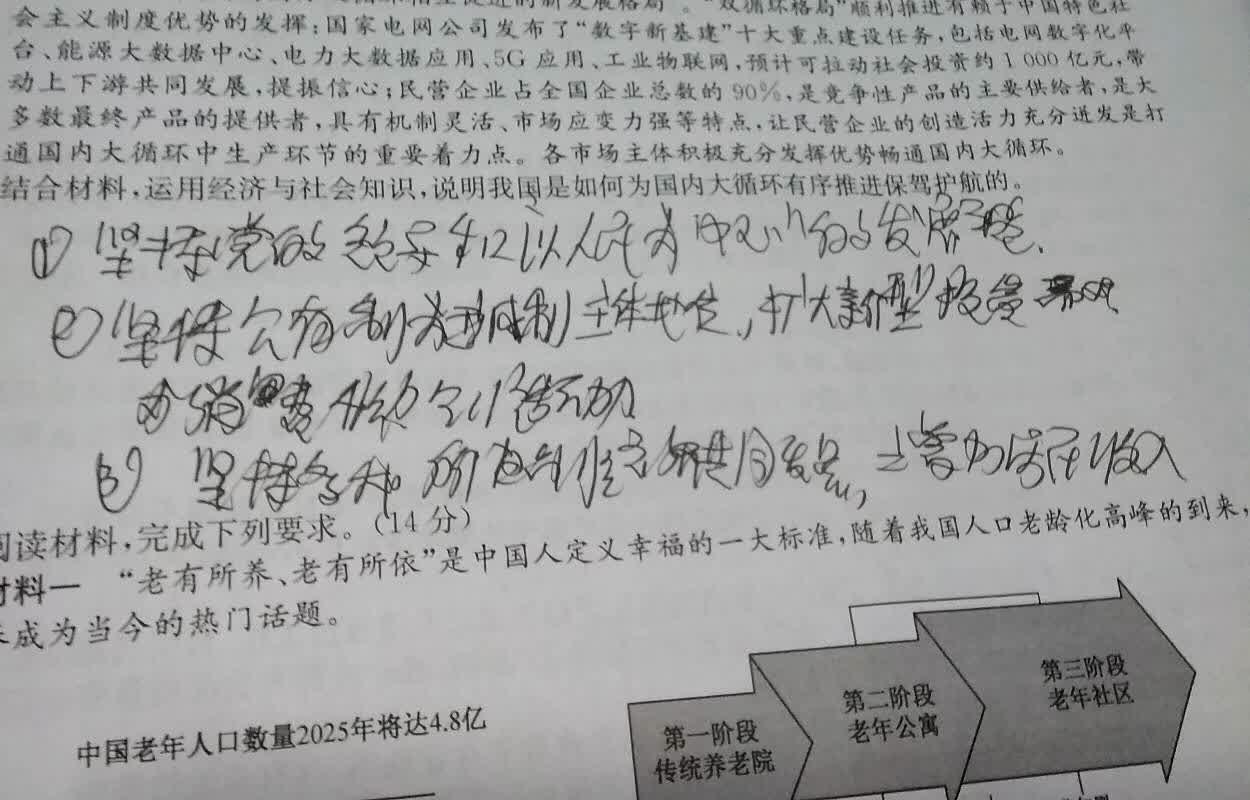 会主义制度优势的发挥;国家电网公司发布了“数字新基建”十大重点建设任务,包括电网数字化平
台、能源大数据中心、电力大数据应用、5G 应用、工业物联网,预计可拉动社会投资约 1 000 亿元,带
动上下游共同发展,提振信心;民营企业占全国企业总数的 90%,是竞争性产品的主要供给者,是大
多数最终产品的提供者,具有机制灵活、市场应变力强等特点,让民营企业的创造活力充分迸发是打
通国内大循环中生产环节的重要着力点。各市场主体积极充分发挥优势畅通国内大循环。
结合材料,运用经济与社会知识,说明我国是如何为国内大循环有序推进保驾护航的。
① 坚持党的领导和以人民为中心的发展
② 坚持公有制主体地位,扩大新型投资
消费
③ 坚持各种所有制经济共同发展,增加居民收入
阅读材料,完成下列要求。(14 分)
材料一 “老有所养、老有所依”是中国人定义幸福的一大标准,随着我国人口老龄化高峰的到来,
成为当今的热门话题。
中国老年人口数量2025年将达4.8亿
第一阶段
传统养老院
第二阶段
老年公寓
第三阶段
老年社区